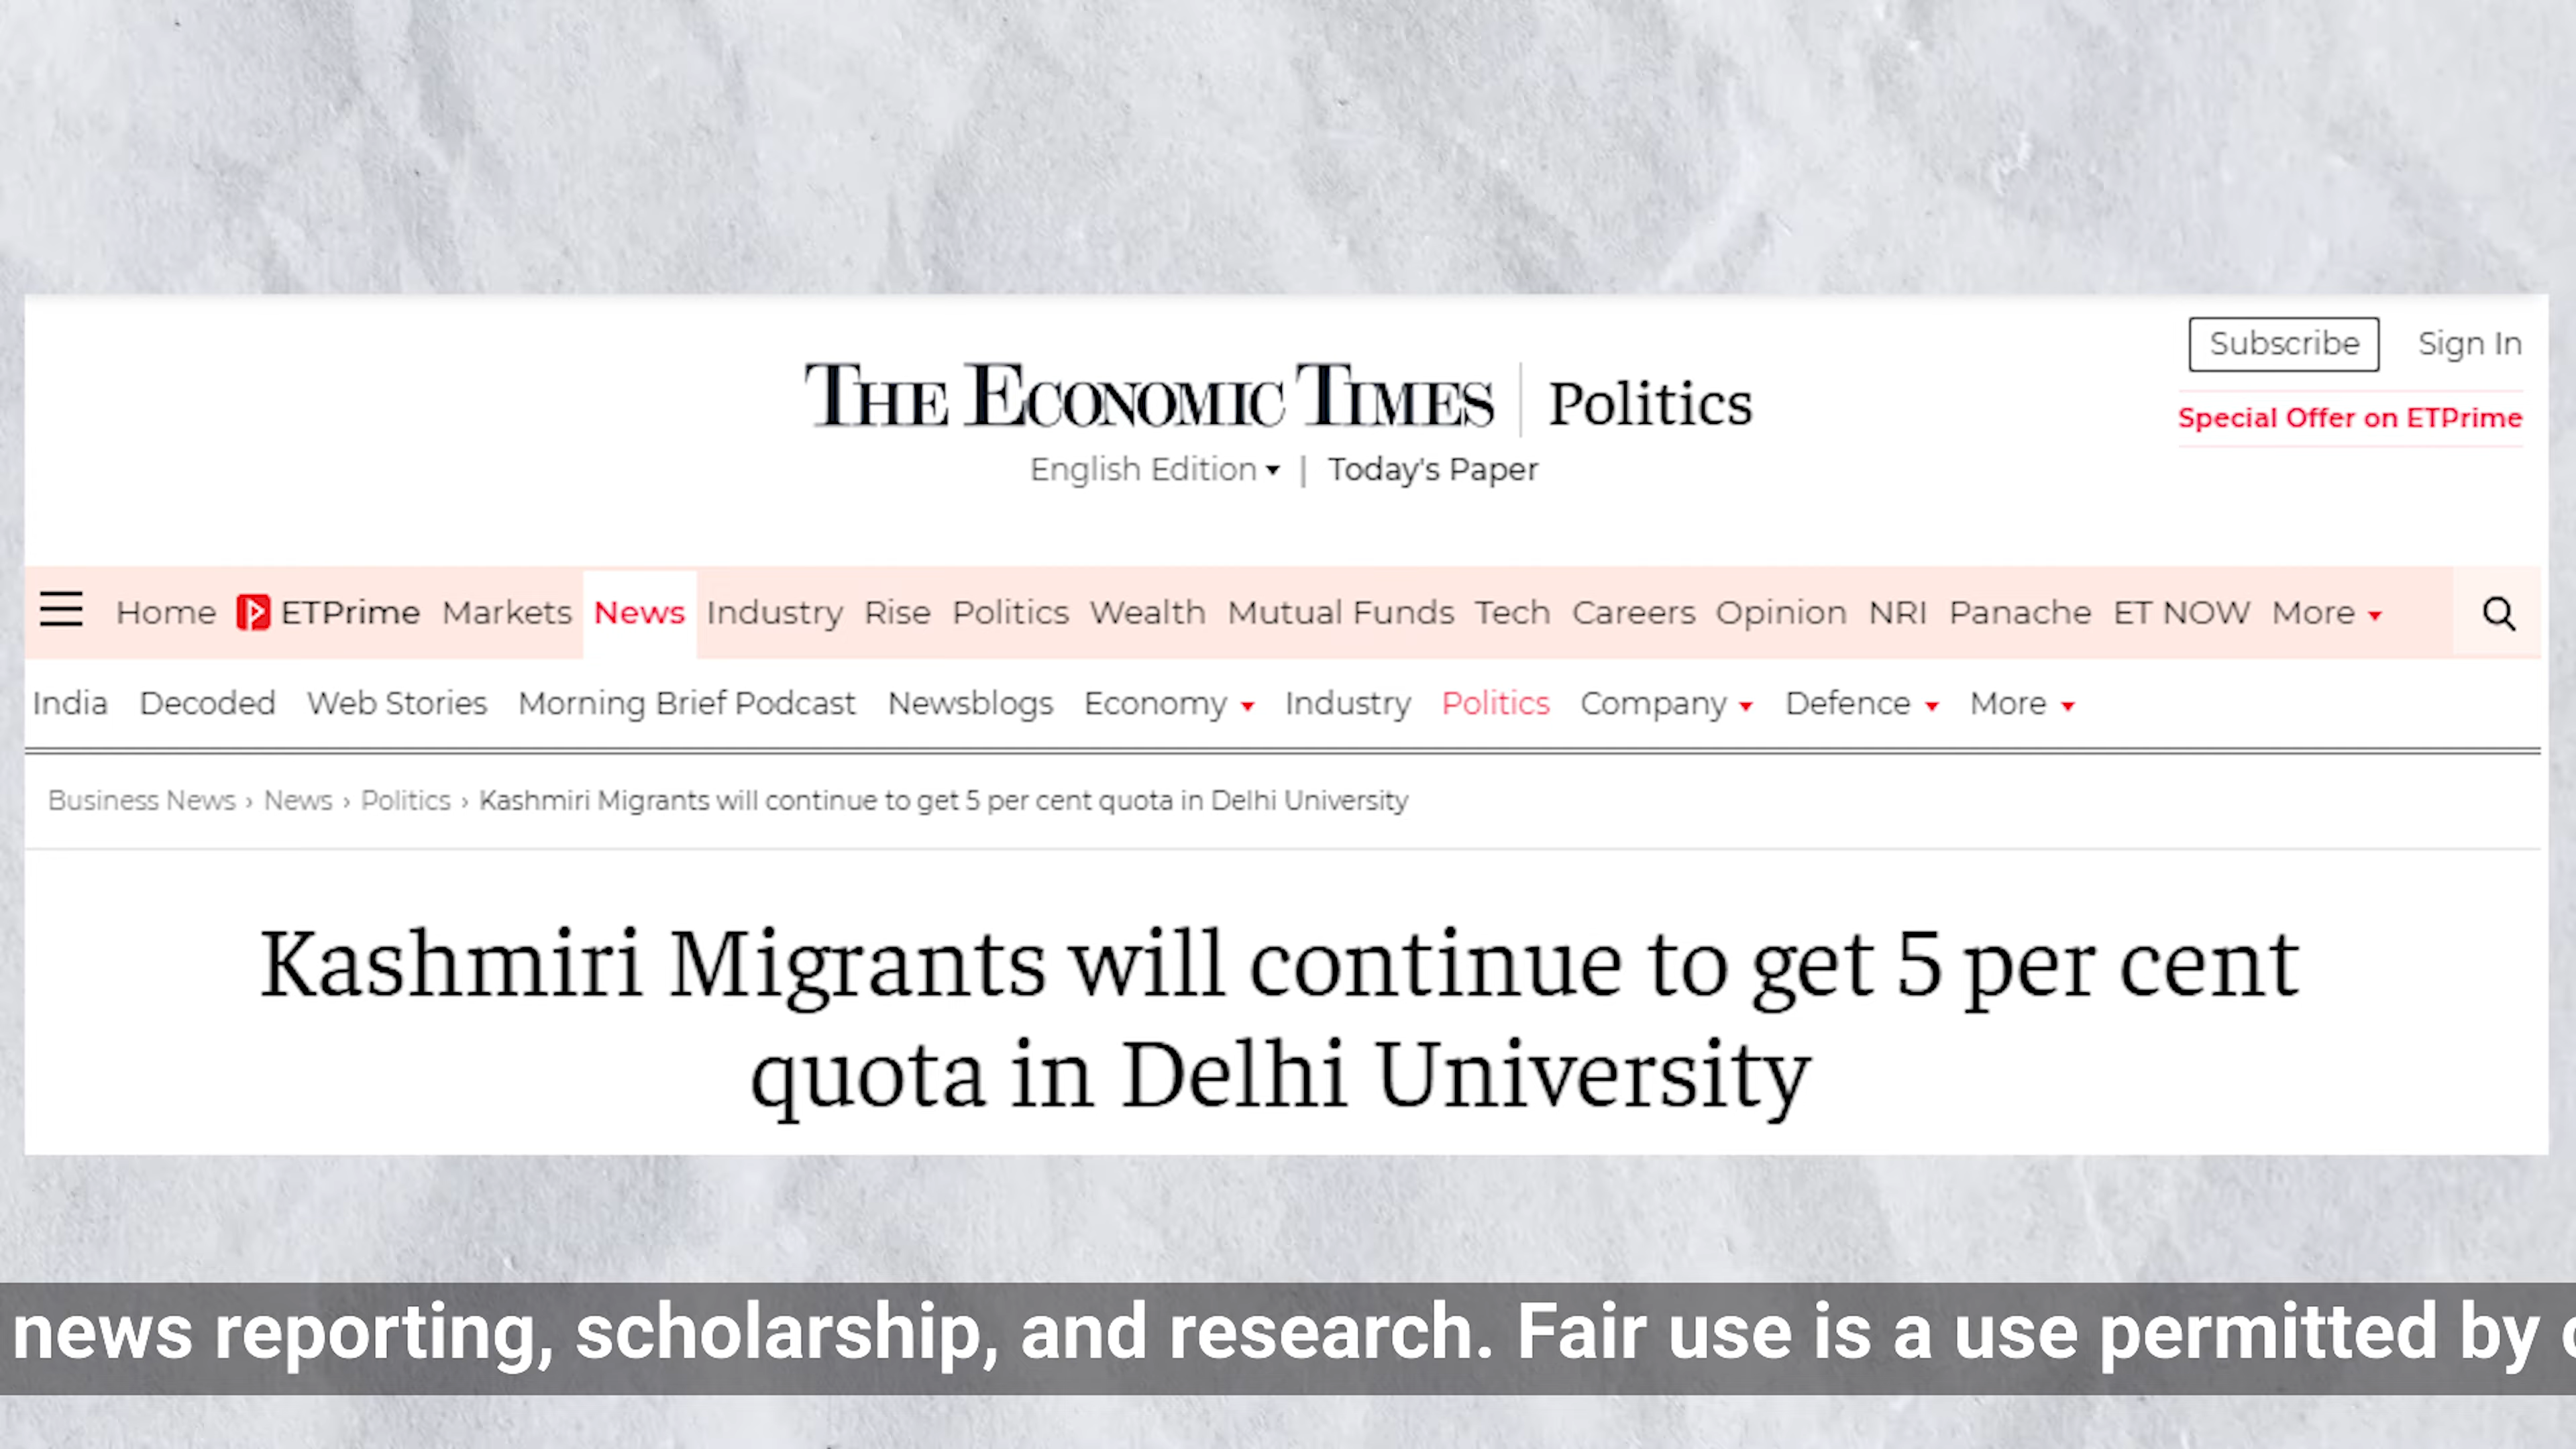 Subscribe Sign In
THE ECONOMIC TIMES | Politics
Special Offer on ETPrime
English Edition | Today's Paper
Home ETPrime Markets News Industry Rise Politics Wealth Mutual Funds Tech Careers Opinion NRI Panache ET NOW More
India Decoded Web Stories Morning Brief Podcast Newsblogs Economy Industry Politics Company Defence More
Business News › News › Politics › Kashmiri Migrants will continue to get 5 per cent quota in Delhi University
Kashmiri Migrants will continue to get 5 per cent
quota in Delhi University
news reporting, scholarship, and research. Fair use is a use permitted by